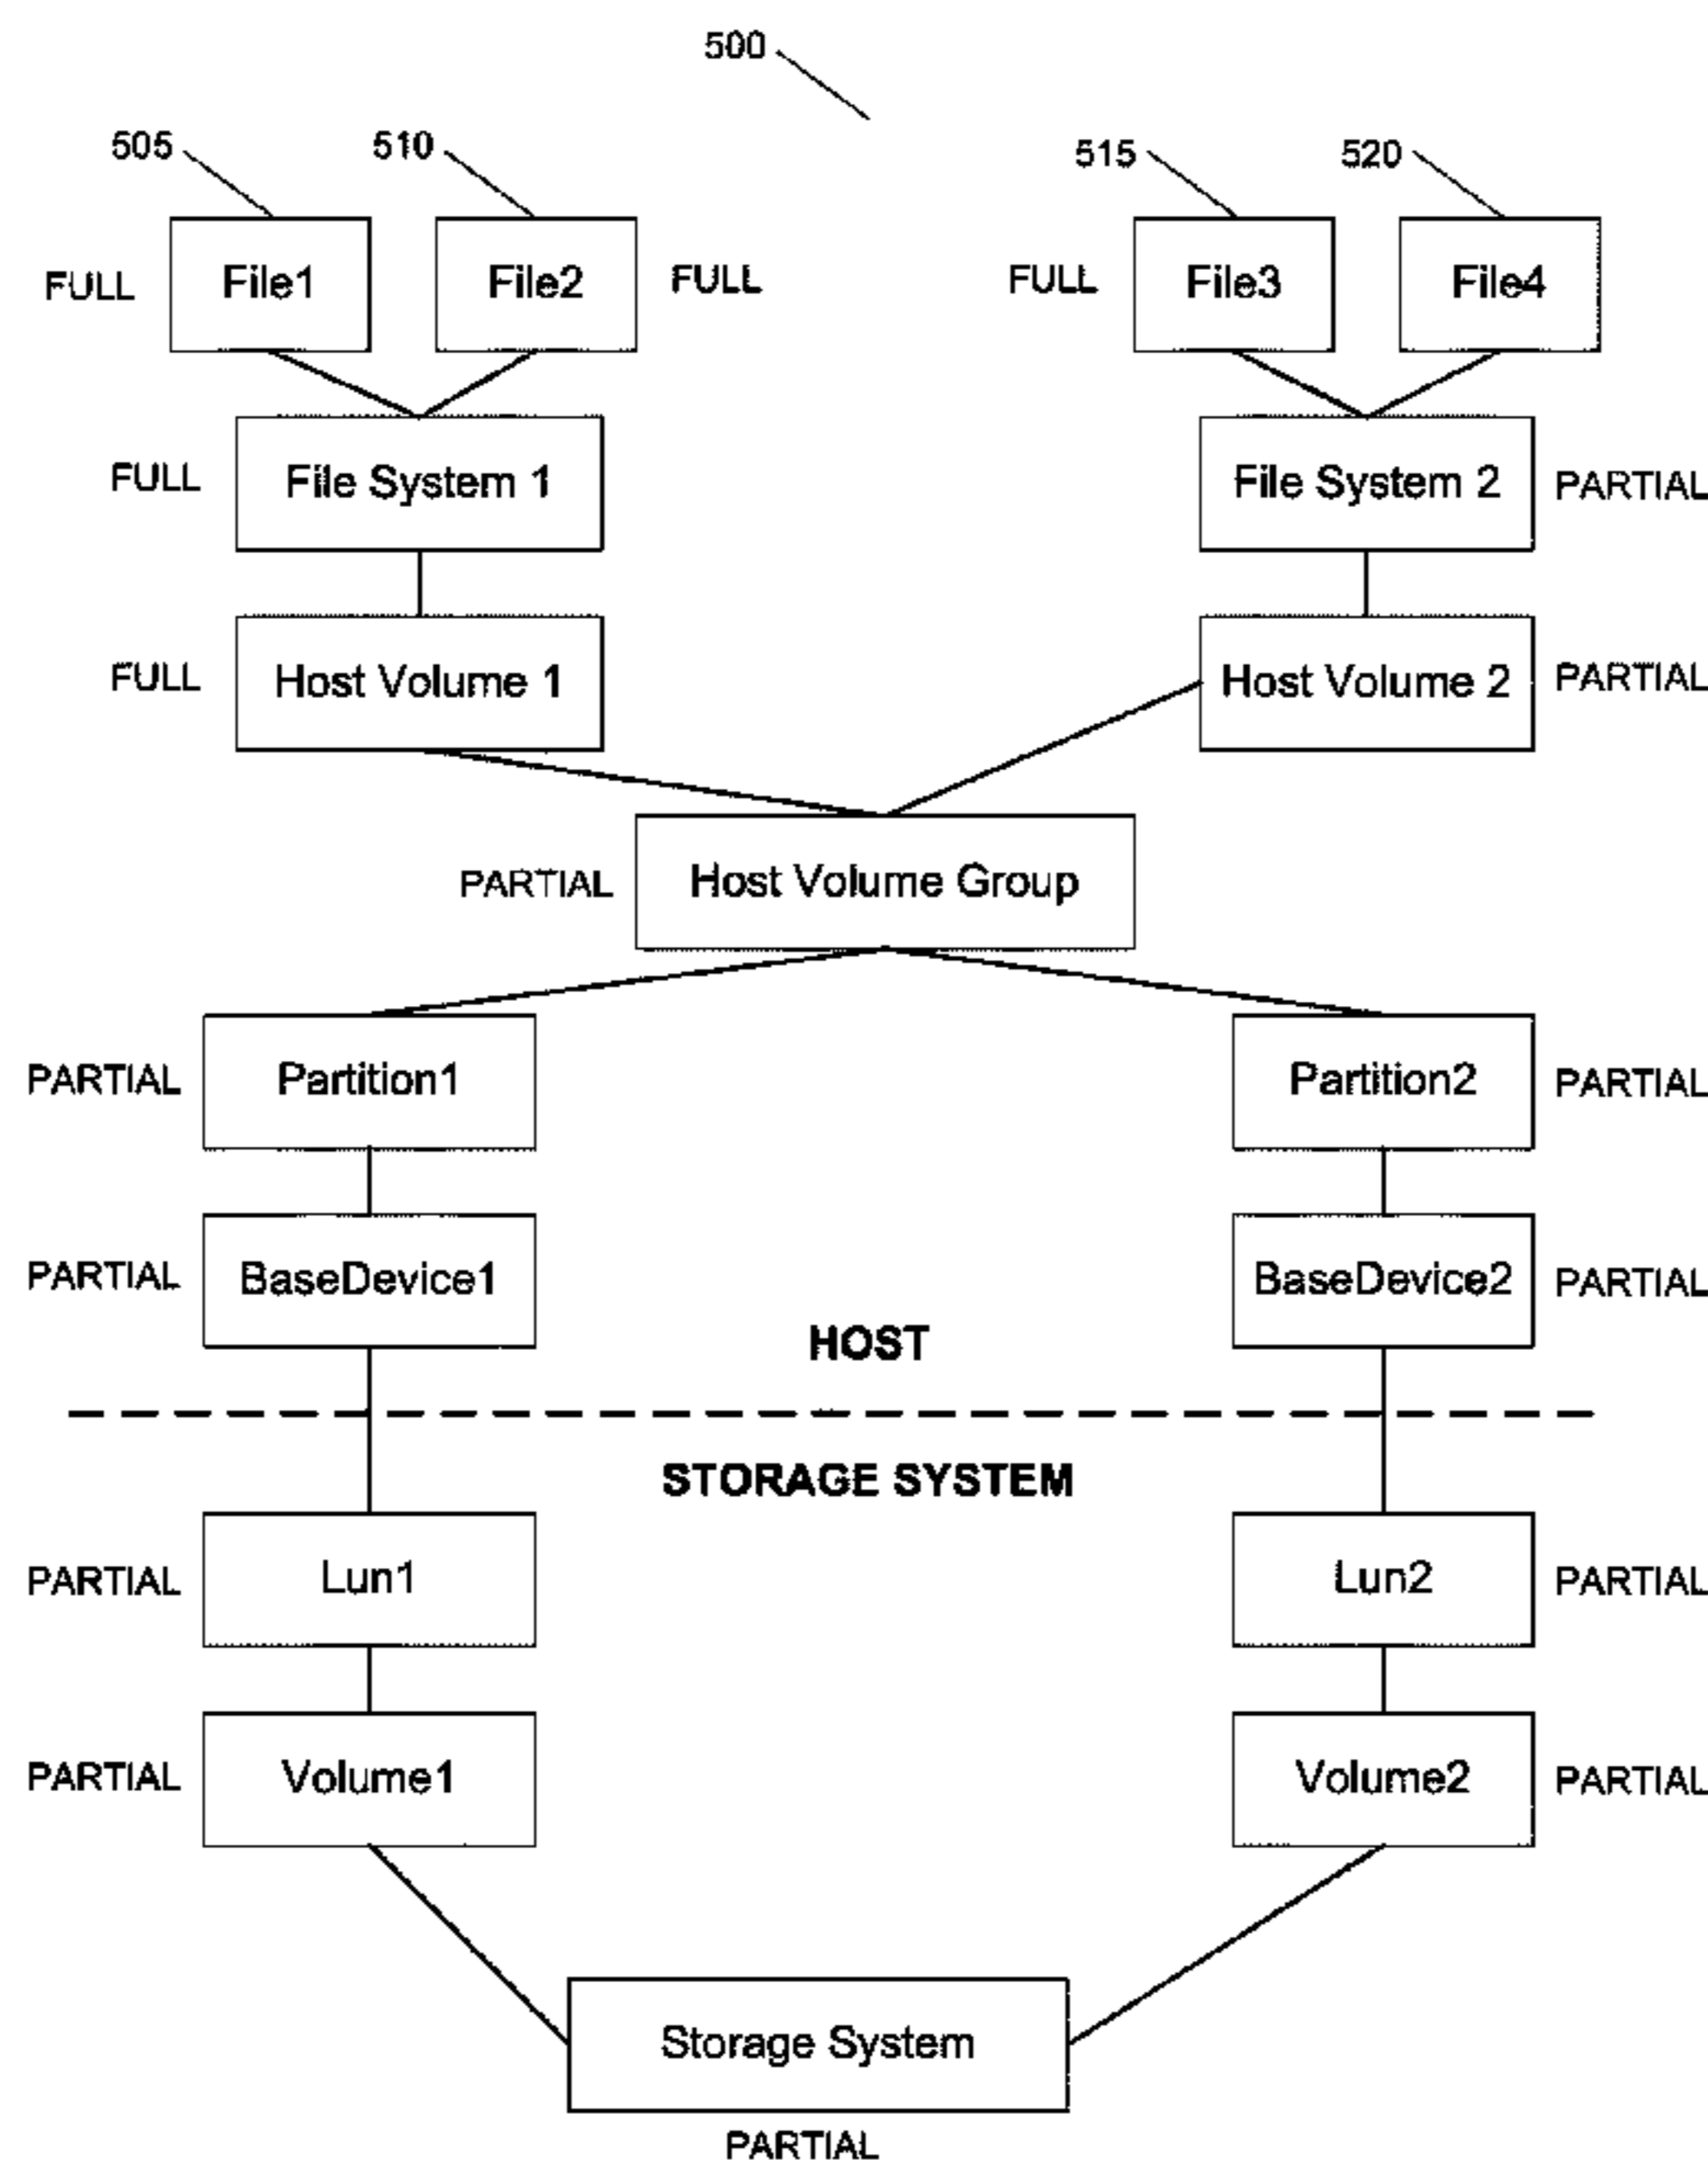 500
505
510
515
520
FULL
File1
File2
FULL
FULL
File3
File4
FULL
File System 1
File System 2
PARTIAL
FULL
Host Volume 1
Host Volume 2
PARTIAL
PARTIAL
Host Volume Group
PARTIAL
Partition1
Partition2
PARTIAL
PARTIAL
BaseDevice1
BaseDevice2
PARTIAL
HOST
STORAGE SYSTEM
PARTIAL
Lun1
Lun2
PARTIAL
PARTIAL
Volume1
Volume2
PARTIAL
Storage System
PARTIAL